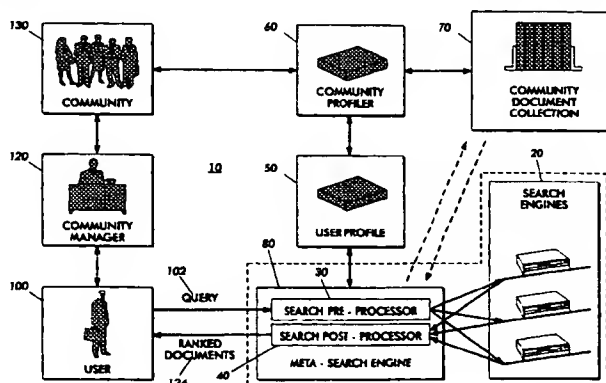 130
60
70
COMMUNITY
COMMUNITY
PROFILER
COMMUNITY
DOCUMENT
COLLECTION
120
10
50
20
COMMUNITY
MANAGER
USER PROFILE
SEARCH
ENGINES
80
100
102
30
QUERY
SEARCH PRE - PROCESSOR
SEARCH POST - PROCESSOR
USER
RANKED
DOCUMENTS
40
META - SEARCH ENGINE
124